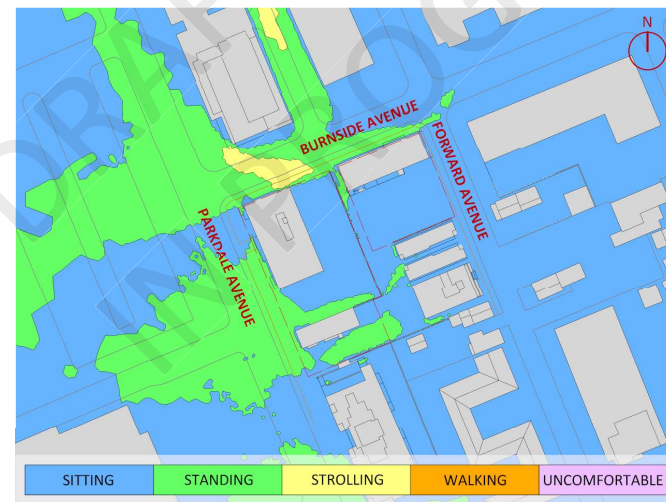 N
BURNSIDE AVENUE
FORWARD AVENUE
PARKDALE AVENUE
SITTING
STANDING
STROLLING
WALKING
UNCOMFORTABLE